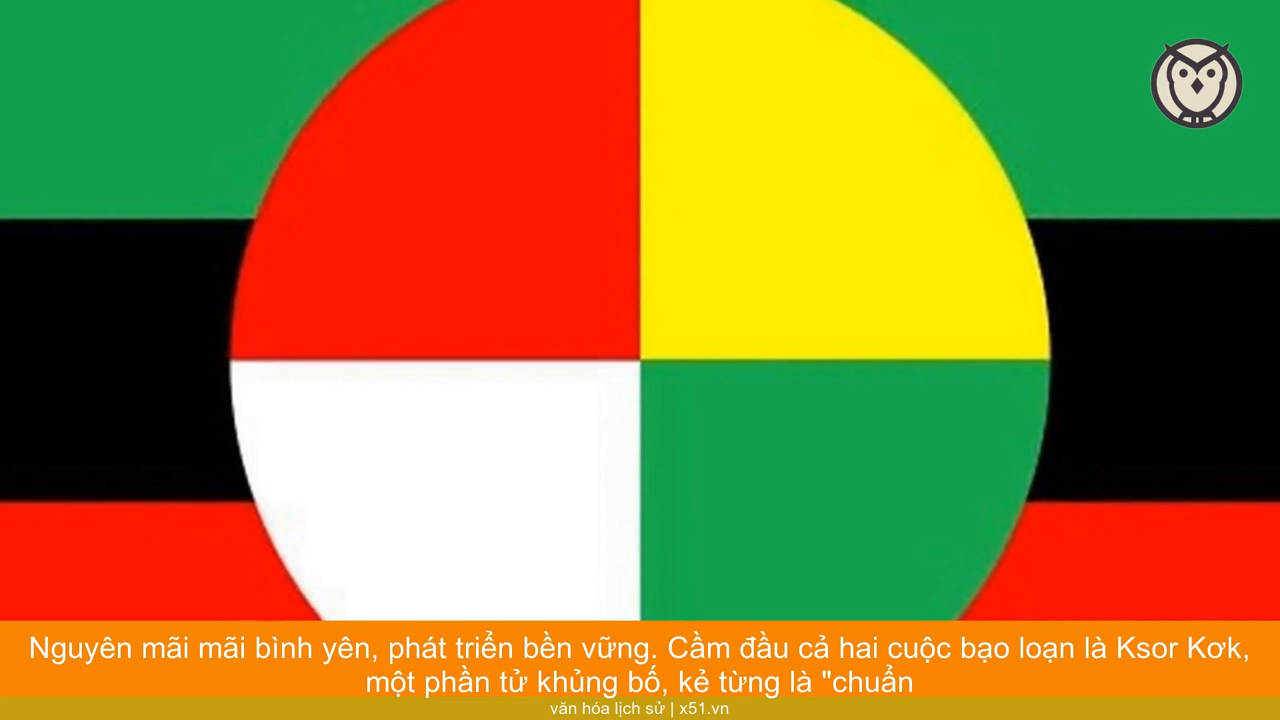 Nguyên mãi mãi bình yên, phát triển bền vững. Cầm đầu cả hai cuộc bạo loạn là Ksor Kơk,
một phần tử khủng bố, kẻ từng là "chuẩn
văn hóa lịch sử | x51.vn